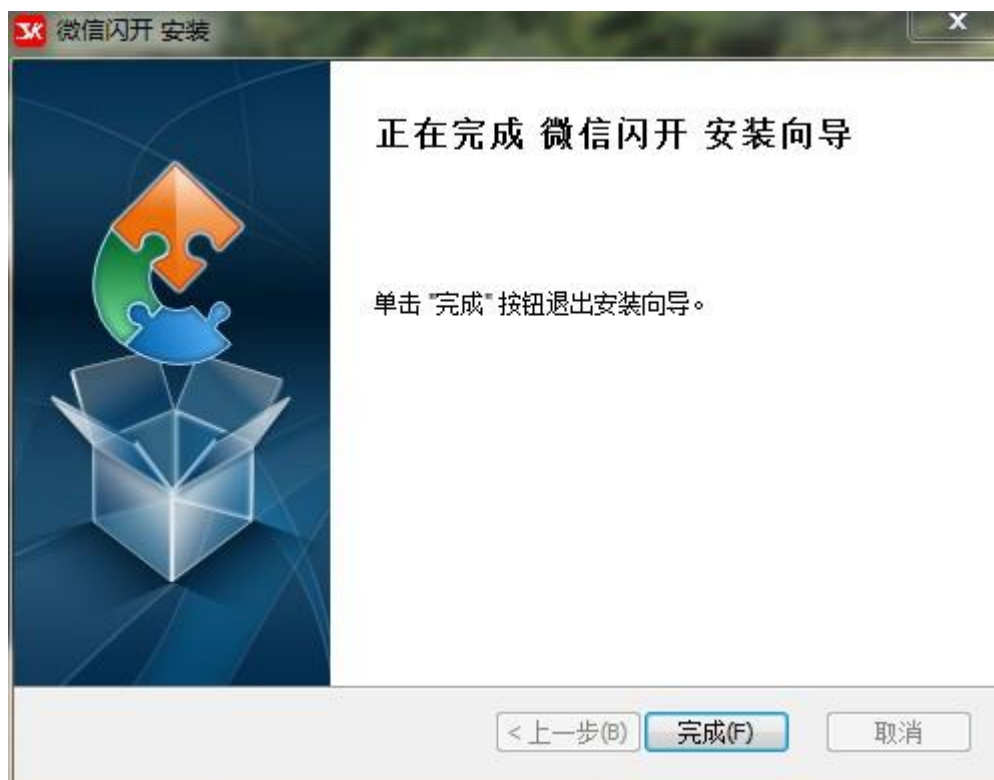 SK 微信闪开 安装
X
正在完成 微信闪开 安装向导
单击 "完成" 按钮退出安装向导。
< 上一步(B)
完成(F)
取消